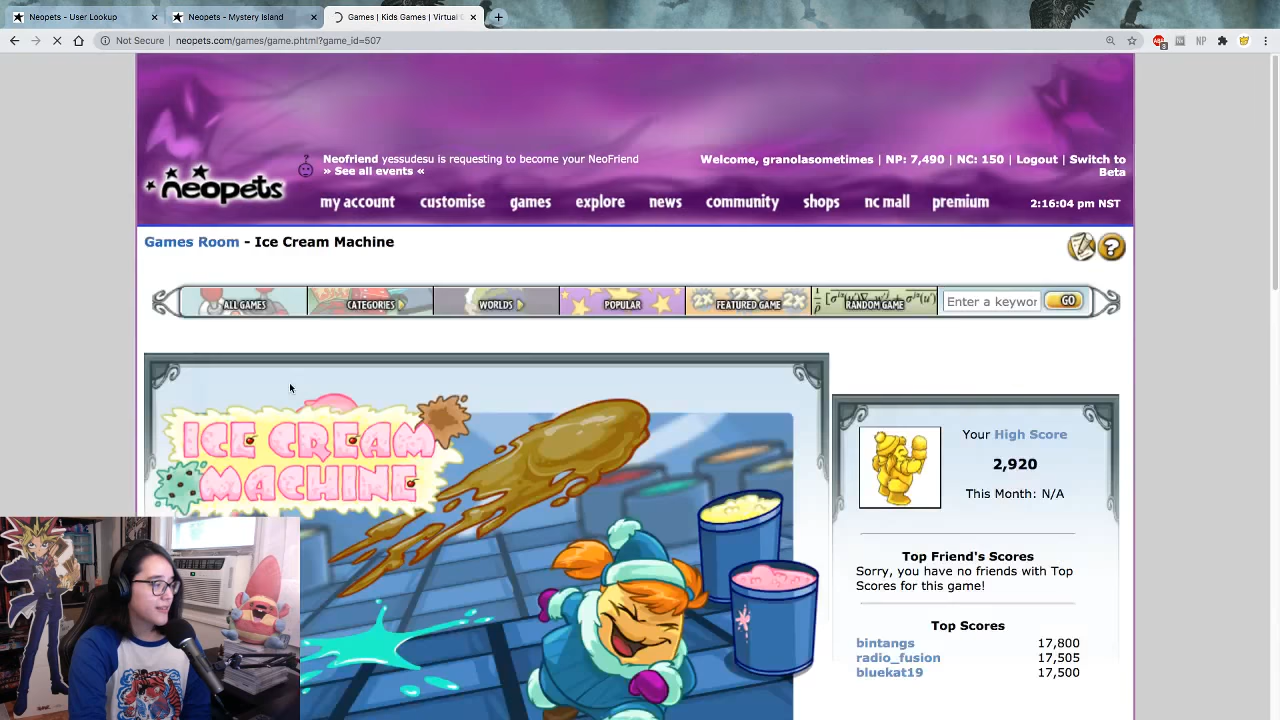 Neopets - User Lookup
Neopets - Mystery Island
Games | Kids Games | Virtual
Not Secure | neopets.com/games/game.phtml?game_id=507
ABP
3
NP
Neofriend yessudesu is requesting to become your NeoFriend
» See all events «
Welcome, granolasometimes | NP: 7,490 | NC: 150 | Logout | Switch to Beta
neopets
my account
customise
games
explore
news
community
shops
nc mall
premium
2:16:04 pm NST
Games Room - Ice Cream Machine
ALL GAMES
CATEGORIES
WORLDS
POPULAR
2X FEATURED GAME 2X
RANDOM GAME
Enter a keywor
GO
ICE CREAM
MACHINE
Your High Score
2,920
This Month: N/A
Top Friend's Scores
Sorry, you have no friends with Top
Scores for this game!
Top Scores
bintangs 17,800
radio_fusion 17,505
bluekat19 17,500